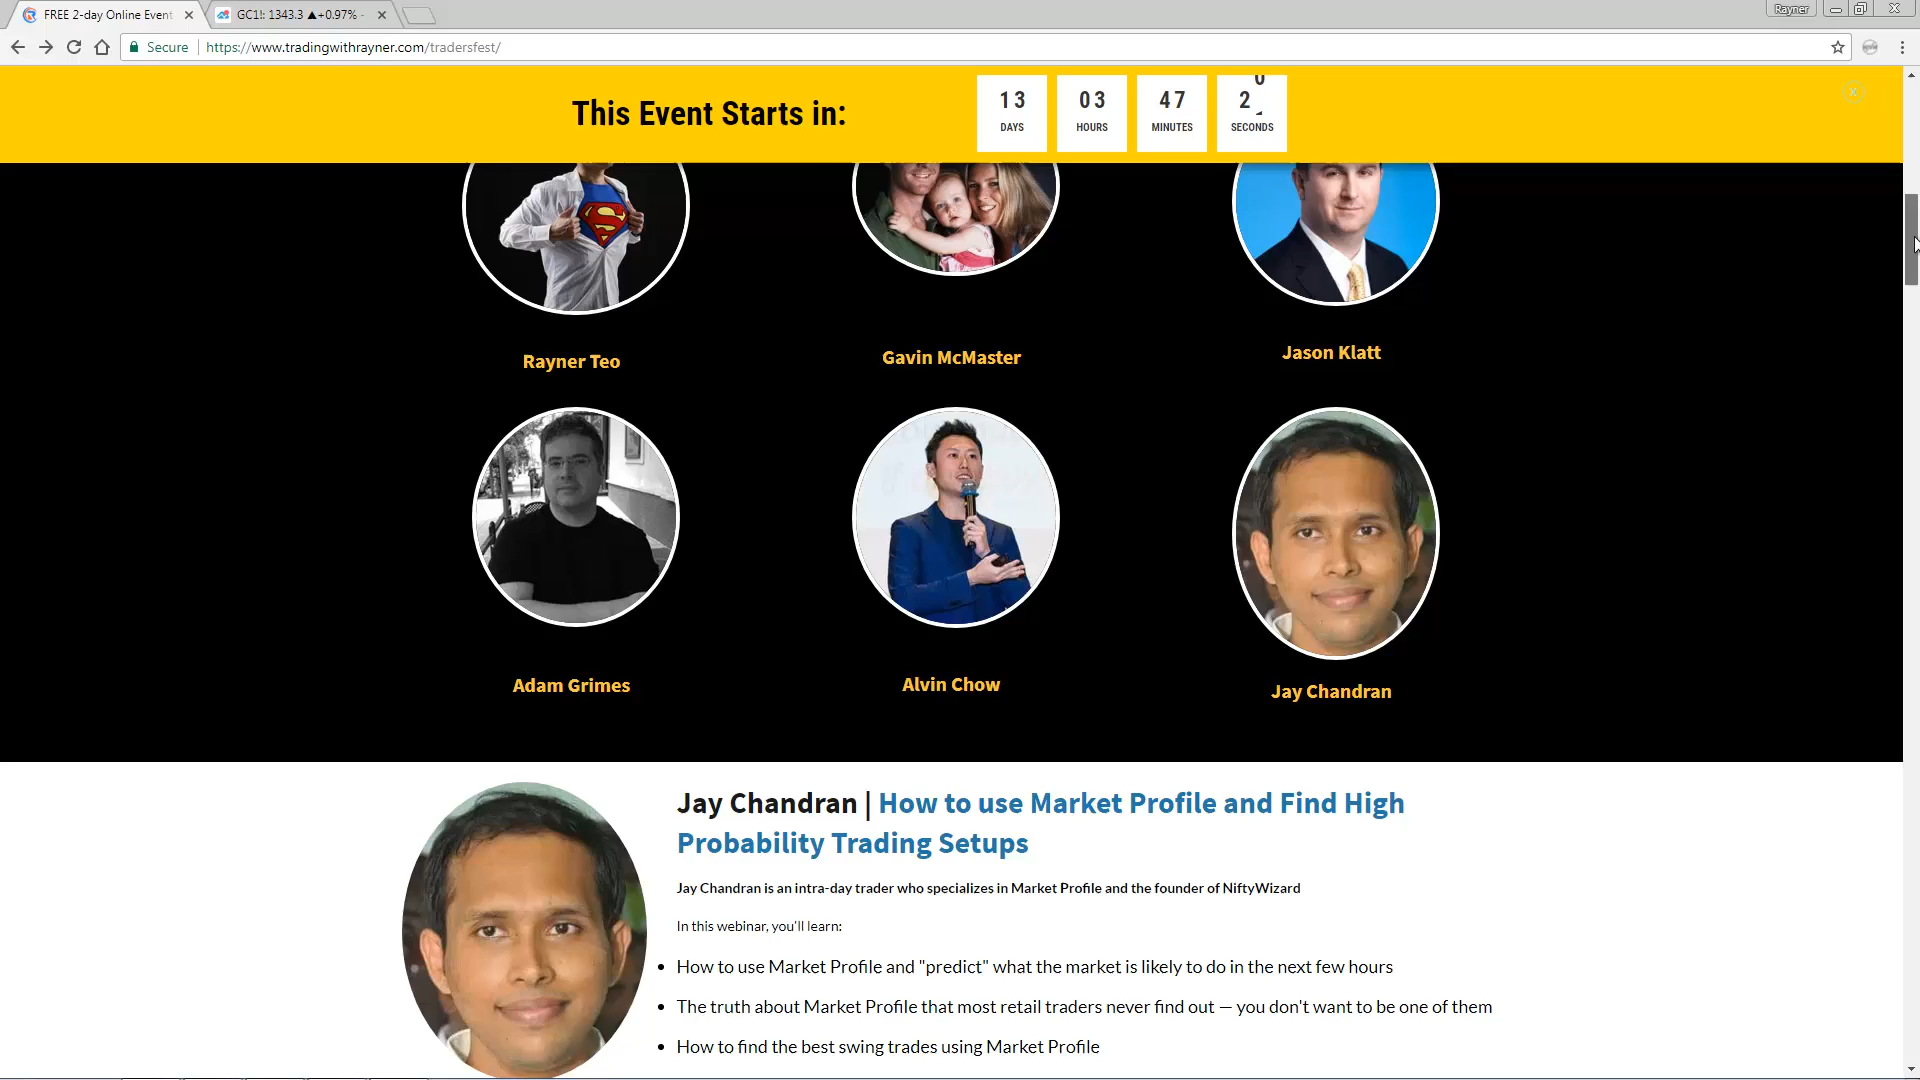 FREE 2-day Online Event
GC1!: 1343.3 ▲+0.97% -
Rayner
Secure
https://www.tradingwithrayner.com/tradersfest/
This Event Starts in:
13
DAYS
03
HOURS
47
MINUTES
2
SECONDS
Rayner Teo
Gavin McMaster
Jason Klatt
Adam Grimes
Alvin Chow
Jay Chandran
Jay Chandran | How to use Market Profile and Find High
Probability Trading Setups
Jay Chandran is an intra-day trader who specializes in Market Profile and the founder of NiftyWizard
In this webinar, you'll learn:
• How to use Market Profile and "predict" what the market is likely to do in the next few hours
• The truth about Market Profile that most retail traders never find out — you don't want to be one of them
• How to find the best swing trades using Market Profile